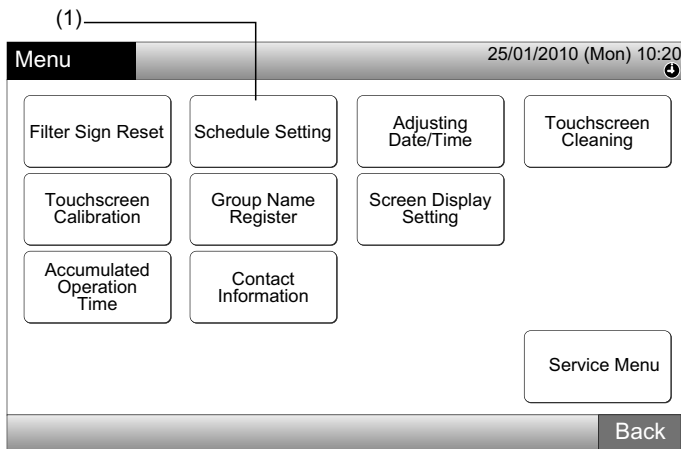 (1)
Menu
25/01/2010 (Mon) 10:20
Filter Sign Reset
Schedule Setting
Adjusting
Date/Time
Touchscreen
Cleaning
Touchscreen
Calibration
Group Name
Register
Screen Display
Setting
Accumulated
Operation
Time
Contact
Information
Service Menu
Back